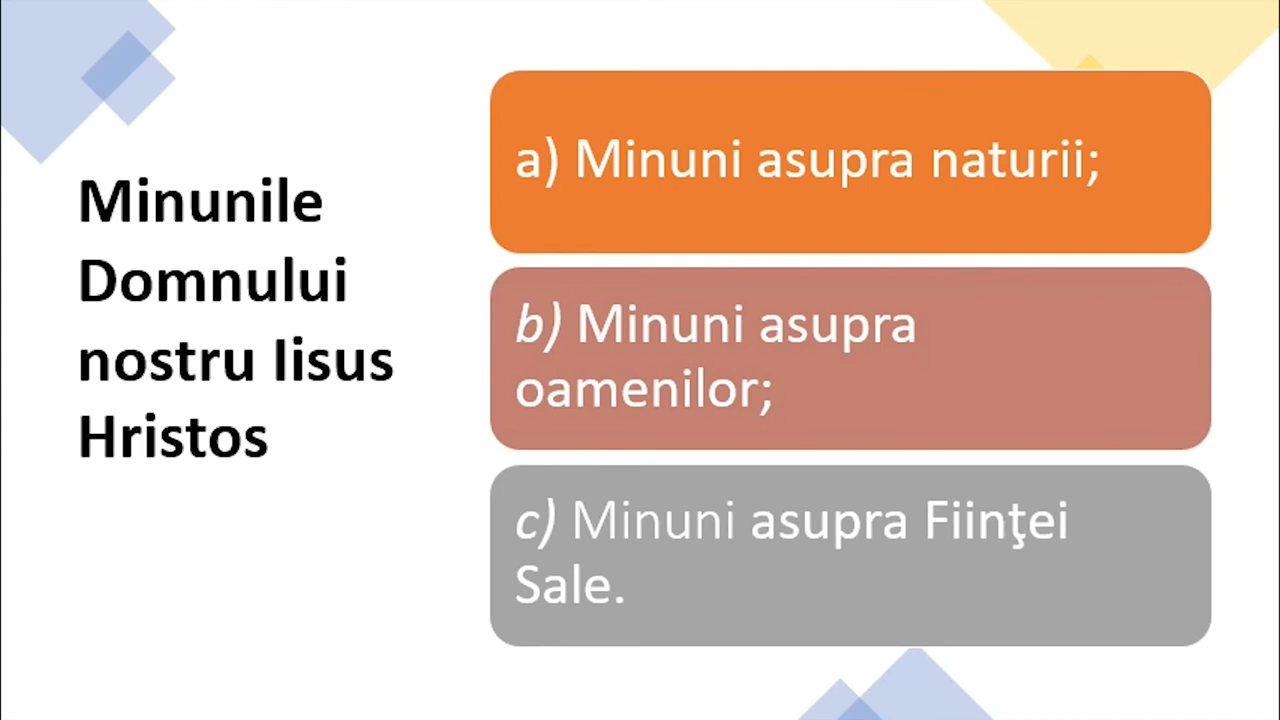 Minunile
Domnului
nostru Iisus
Hristos
a) Minuni asupra naturii;
b) Minuni asupra
oamenilor;
c) Minuni asupra Fiinţei
Sale.